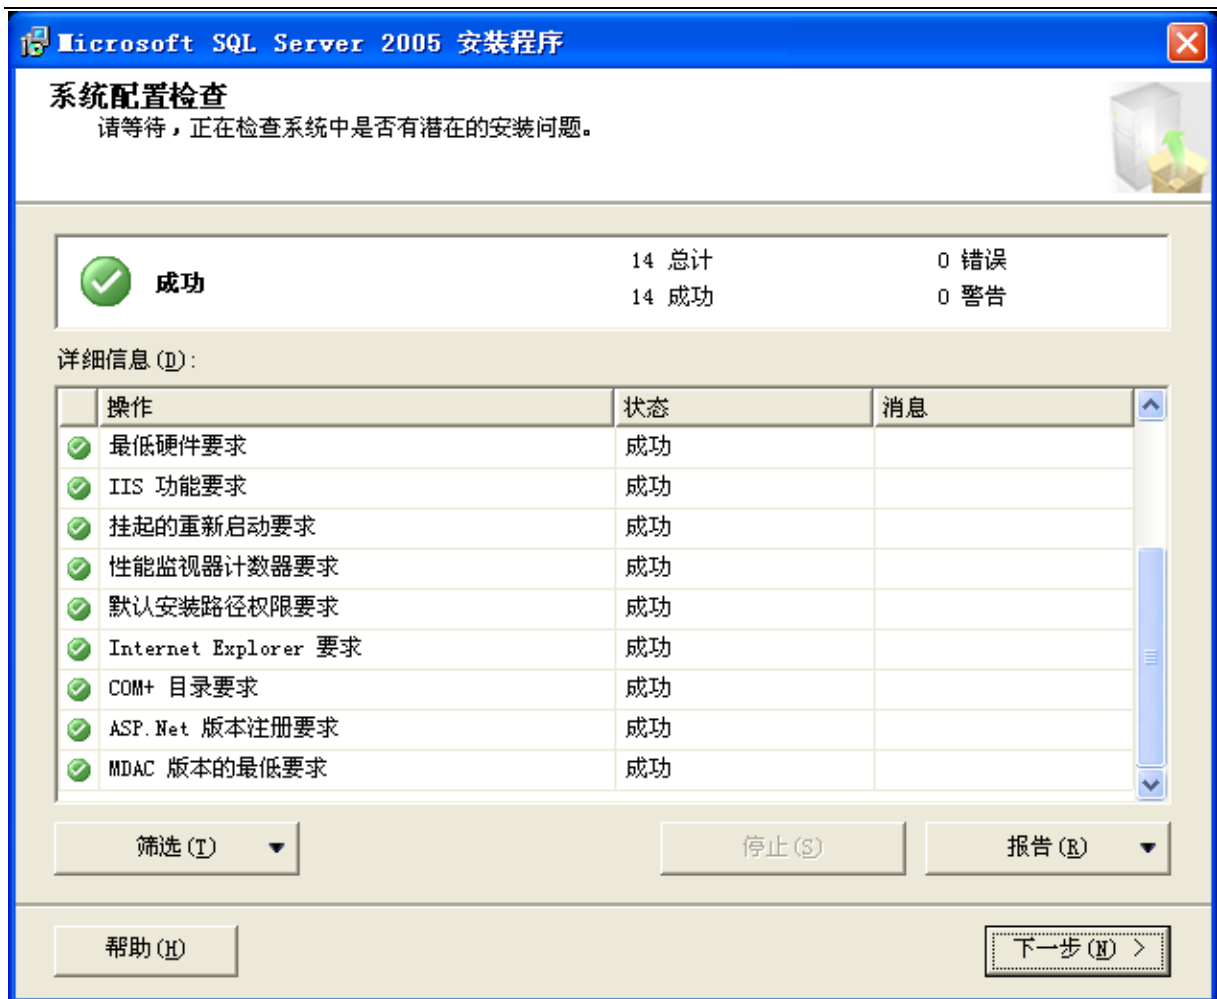 Microsoft SQL Server 2005 安装程序
系统配置检查
请等待，正在检查系统中是否有潜在的安装问题。
成功
14 总计
0 错误
14 成功
0 警告
详细信息(D):
操作 状态 消息
最低硬件要求 成功
IIS 功能要求 成功
挂起的重新启动要求 成功
性能监视器计数器要求 成功
默认安装路径权限要求 成功
Internet Explorer 要求 成功
COM+ 目录要求 成功
ASP.Net 版本注册要求 成功
MDAC 版本的最低要求 成功
筛选(T) 停止(S) 报告(R)
帮助(H) 下一步(N) >